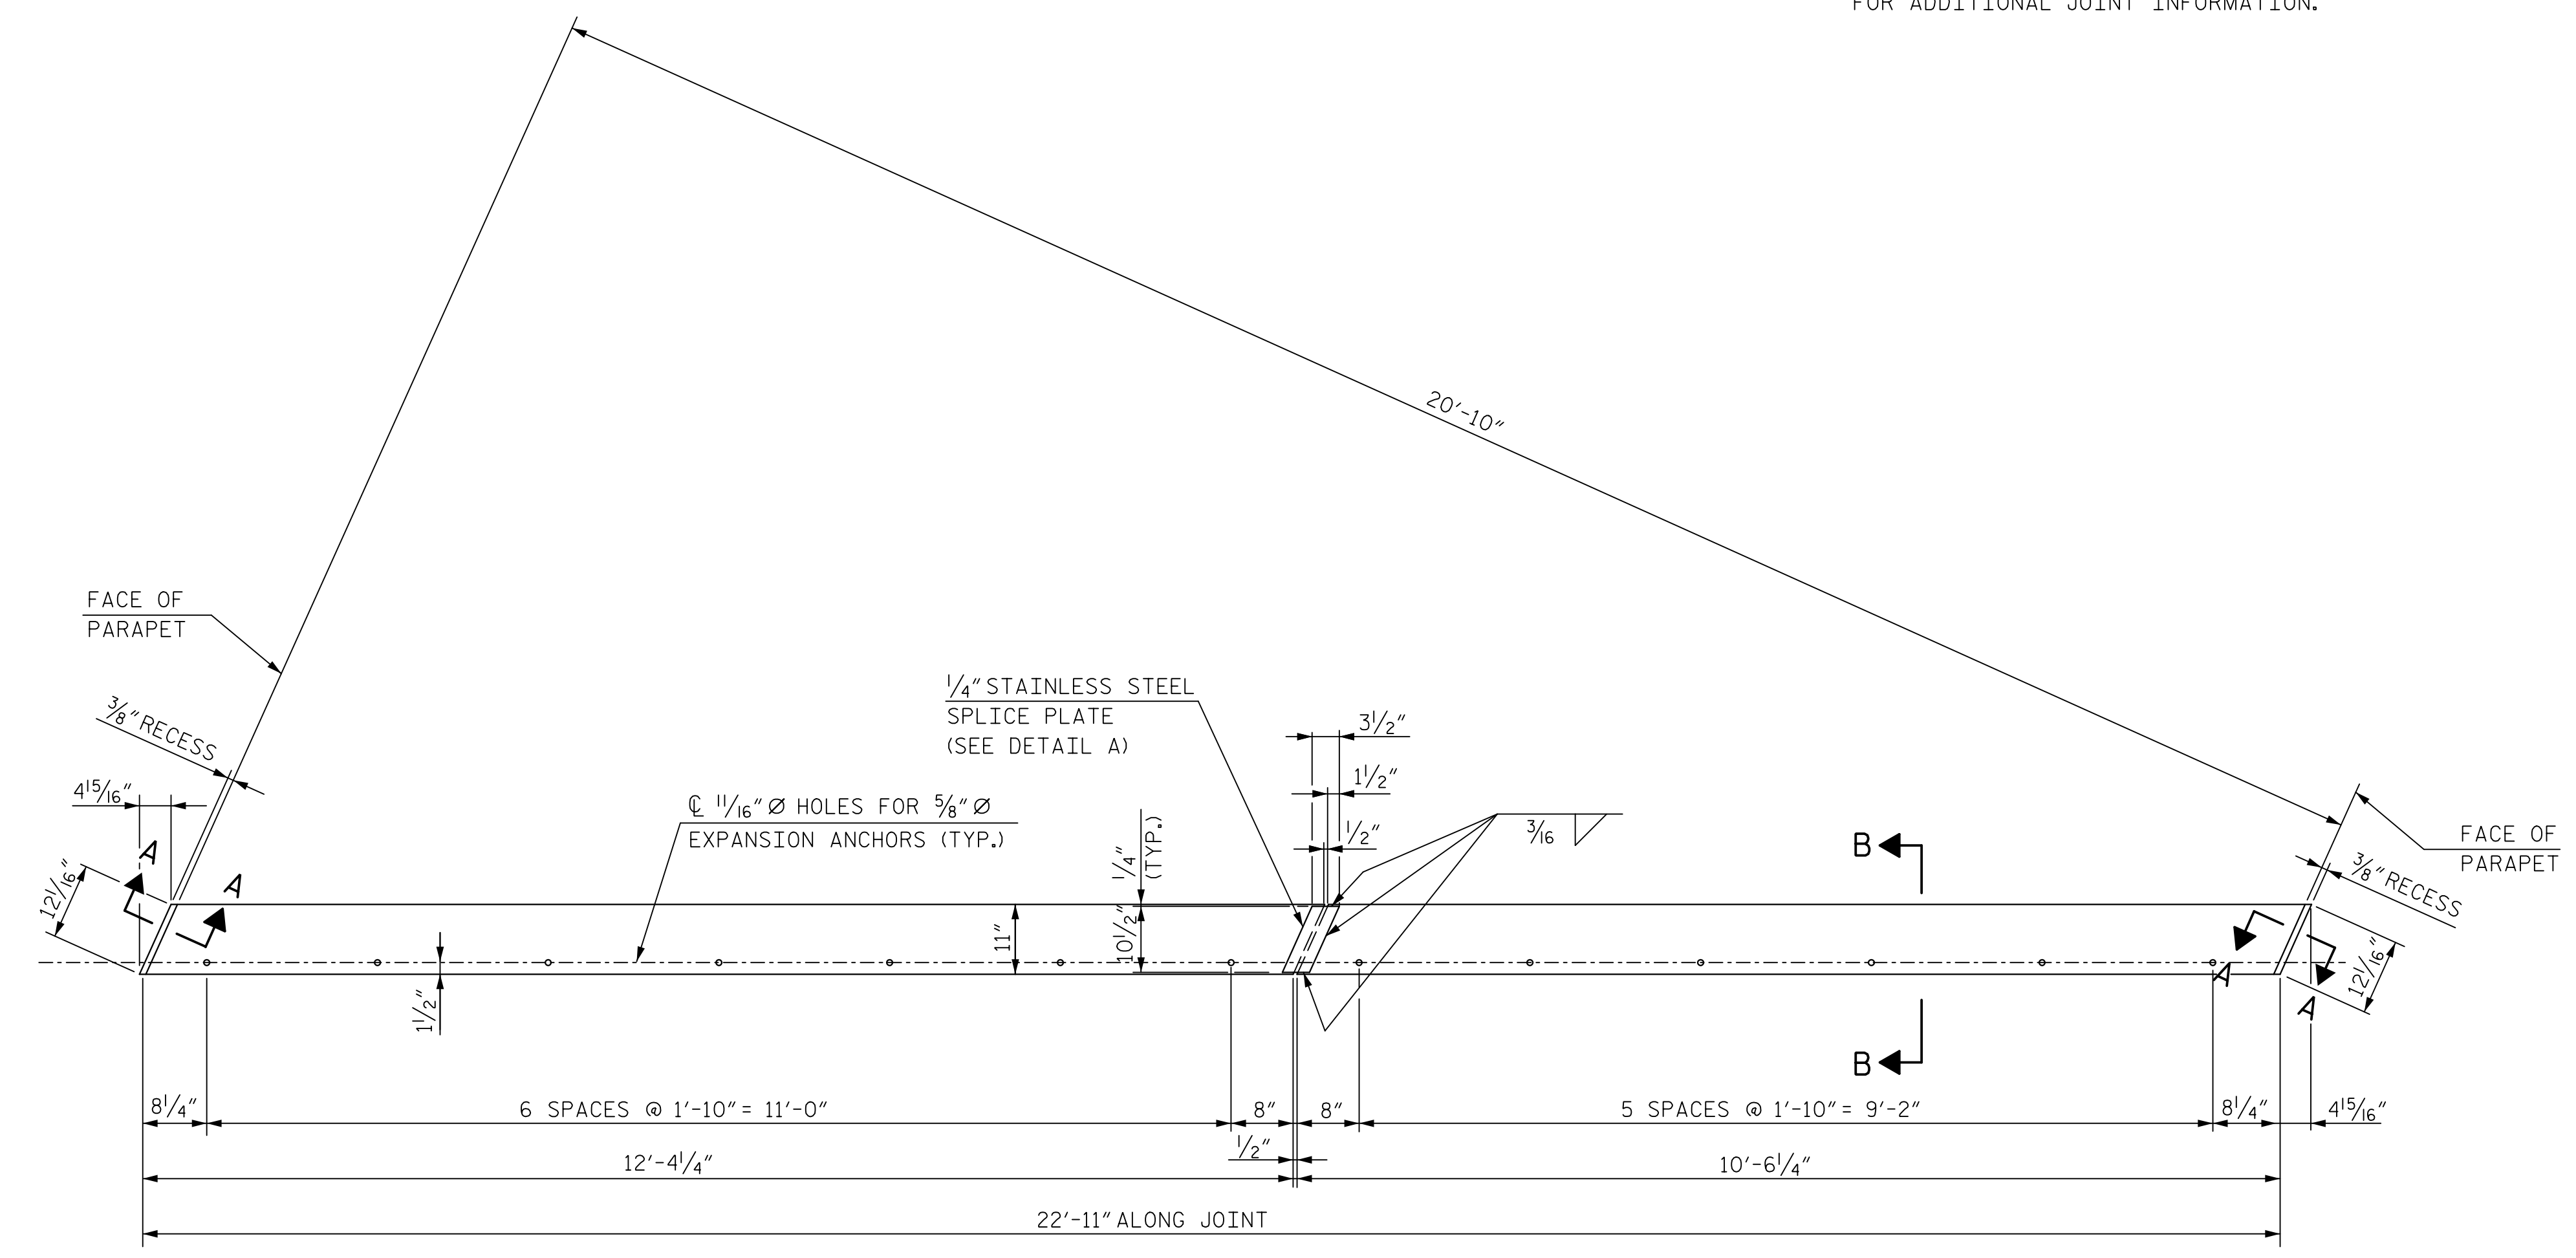 FOR ADDITIONAL JOINT INFORMATION.
20'-10"
FACE OF
PARAPET
3/8" RECESS
4 15/16"
12 1/16"
A
A
℄ 11/16" Ø HOLES FOR 5/8" Ø
EXPANSION ANCHORS (TYP.)
1/4" STAINLESS STEEL
SPLICE PLATE
(SEE DETAIL A)
3 1/2"
1 1/2"
1/2"
1/4"
(TYP.)
10 1/2"
11"
1 1/2"
3/16
B
B
FACE OF
PARAPET
3/8" RECESS
12 1/16"
A
A
8 1/4"
6 SPACES @ 1'-10" = 11'-0"
8"
8"
5 SPACES @ 1'-10" = 9'-2"
8 1/4"
4 15/16"
1/2"
12'-4 1/4"
10'-6 1/4"
22'-11" ALONG JOINT